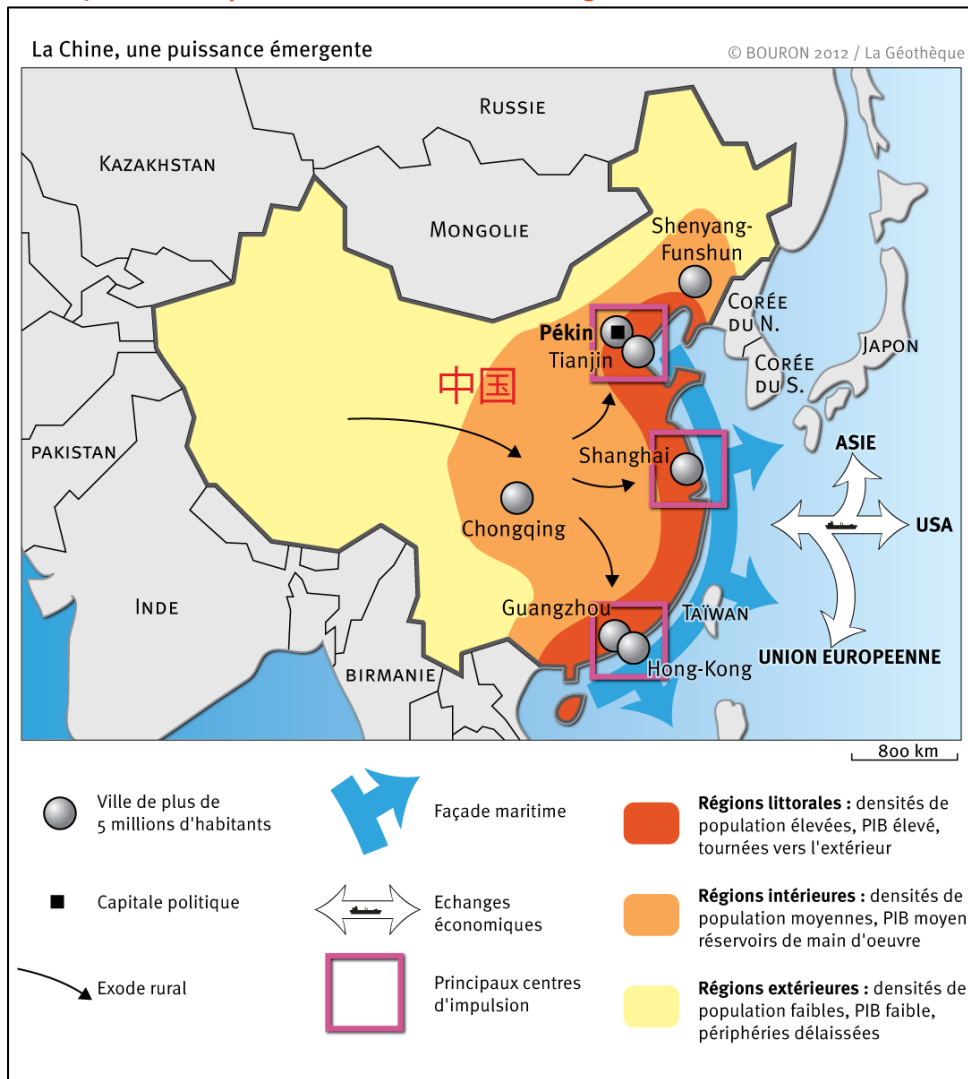 La Chine, une puissance émergente
© BOURON 2012 / La Géothèque
RUSSIE
KAZAKHSTAN
MONGOLIE
Shenyang-
Funshun
CORÉE
DU N.
Pékin
Tianjin
JAPON
CORÉE
DU S.
中国
PAKISTAN
Shanghai
ASIE
Chongqing
USA
INDE
Guangzhou
TAÏWAN
BIRMANIE
Hong-Kong
UNION EUROPEENNE
800 km
Ville de plus de
5 millions d'habitants
Capitale politique
Exode rural
Façade maritime
Echanges
économiques
Principaux centres
d'impulsion
Régions littorales : densités de
population élevées, PIB élevé,
tournées vers l'extérieur
Régions intérieures : densités de
population moyennes, PIB moyen
réservoirs de main d'oeuvre
Régions extérieures : densités de
population faibles, PIB faible,
périphéries délaissées